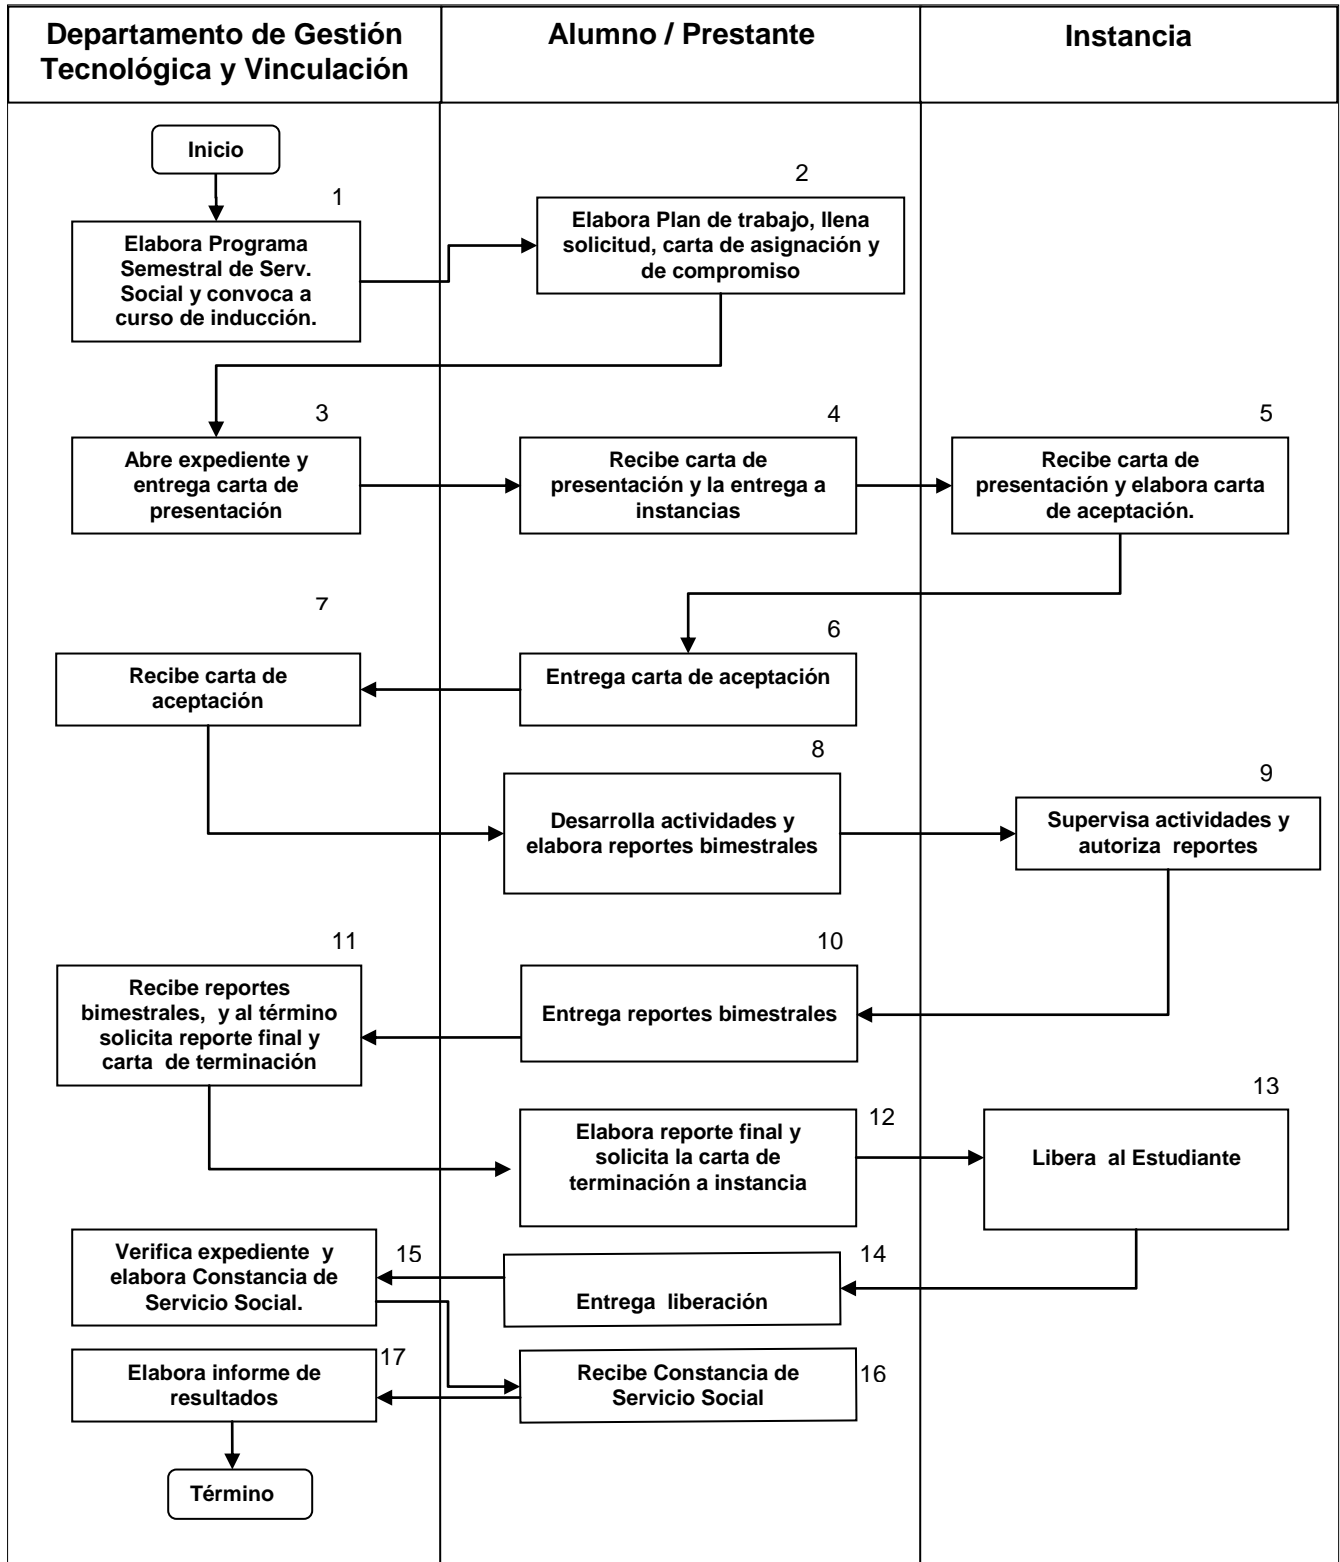 Departamento de Gestión
Tecnológica y Vinculación
Alumno / Prestante
Instancia
Inicio
1
Elabora Programa
Semestral de Serv.
Social y convoca a
curso de inducción.
2
Elabora Plan de trabajo, llena
solicitud, carta de asignación y
de compromiso
3
Abre expediente y
entrega carta de
presentación
4
Recibe carta de
presentación y la entrega a
instancias
5
Recibe carta de
presentación y elabora carta
de aceptación.
6
Entrega carta de aceptación
7
Recibe carta de
aceptación
8
Desarrolla actividades y
elabora reportes bimestrales
9
Supervisa actividades y
autoriza reportes
10
Entrega reportes bimestrales
11
Recibe reportes
bimestrales, y al término
solicita reporte final y
carta de terminación
12
Elabora reporte final y
solicita la carta de
terminación a instancia
13
Libera al Estudiante
14
Entrega liberación
15
Verifica expediente y
elabora Constancia de
Servicio Social.
16
Recibe Constancia de
Servicio Social
17
Elabora informe de
resultados
Término